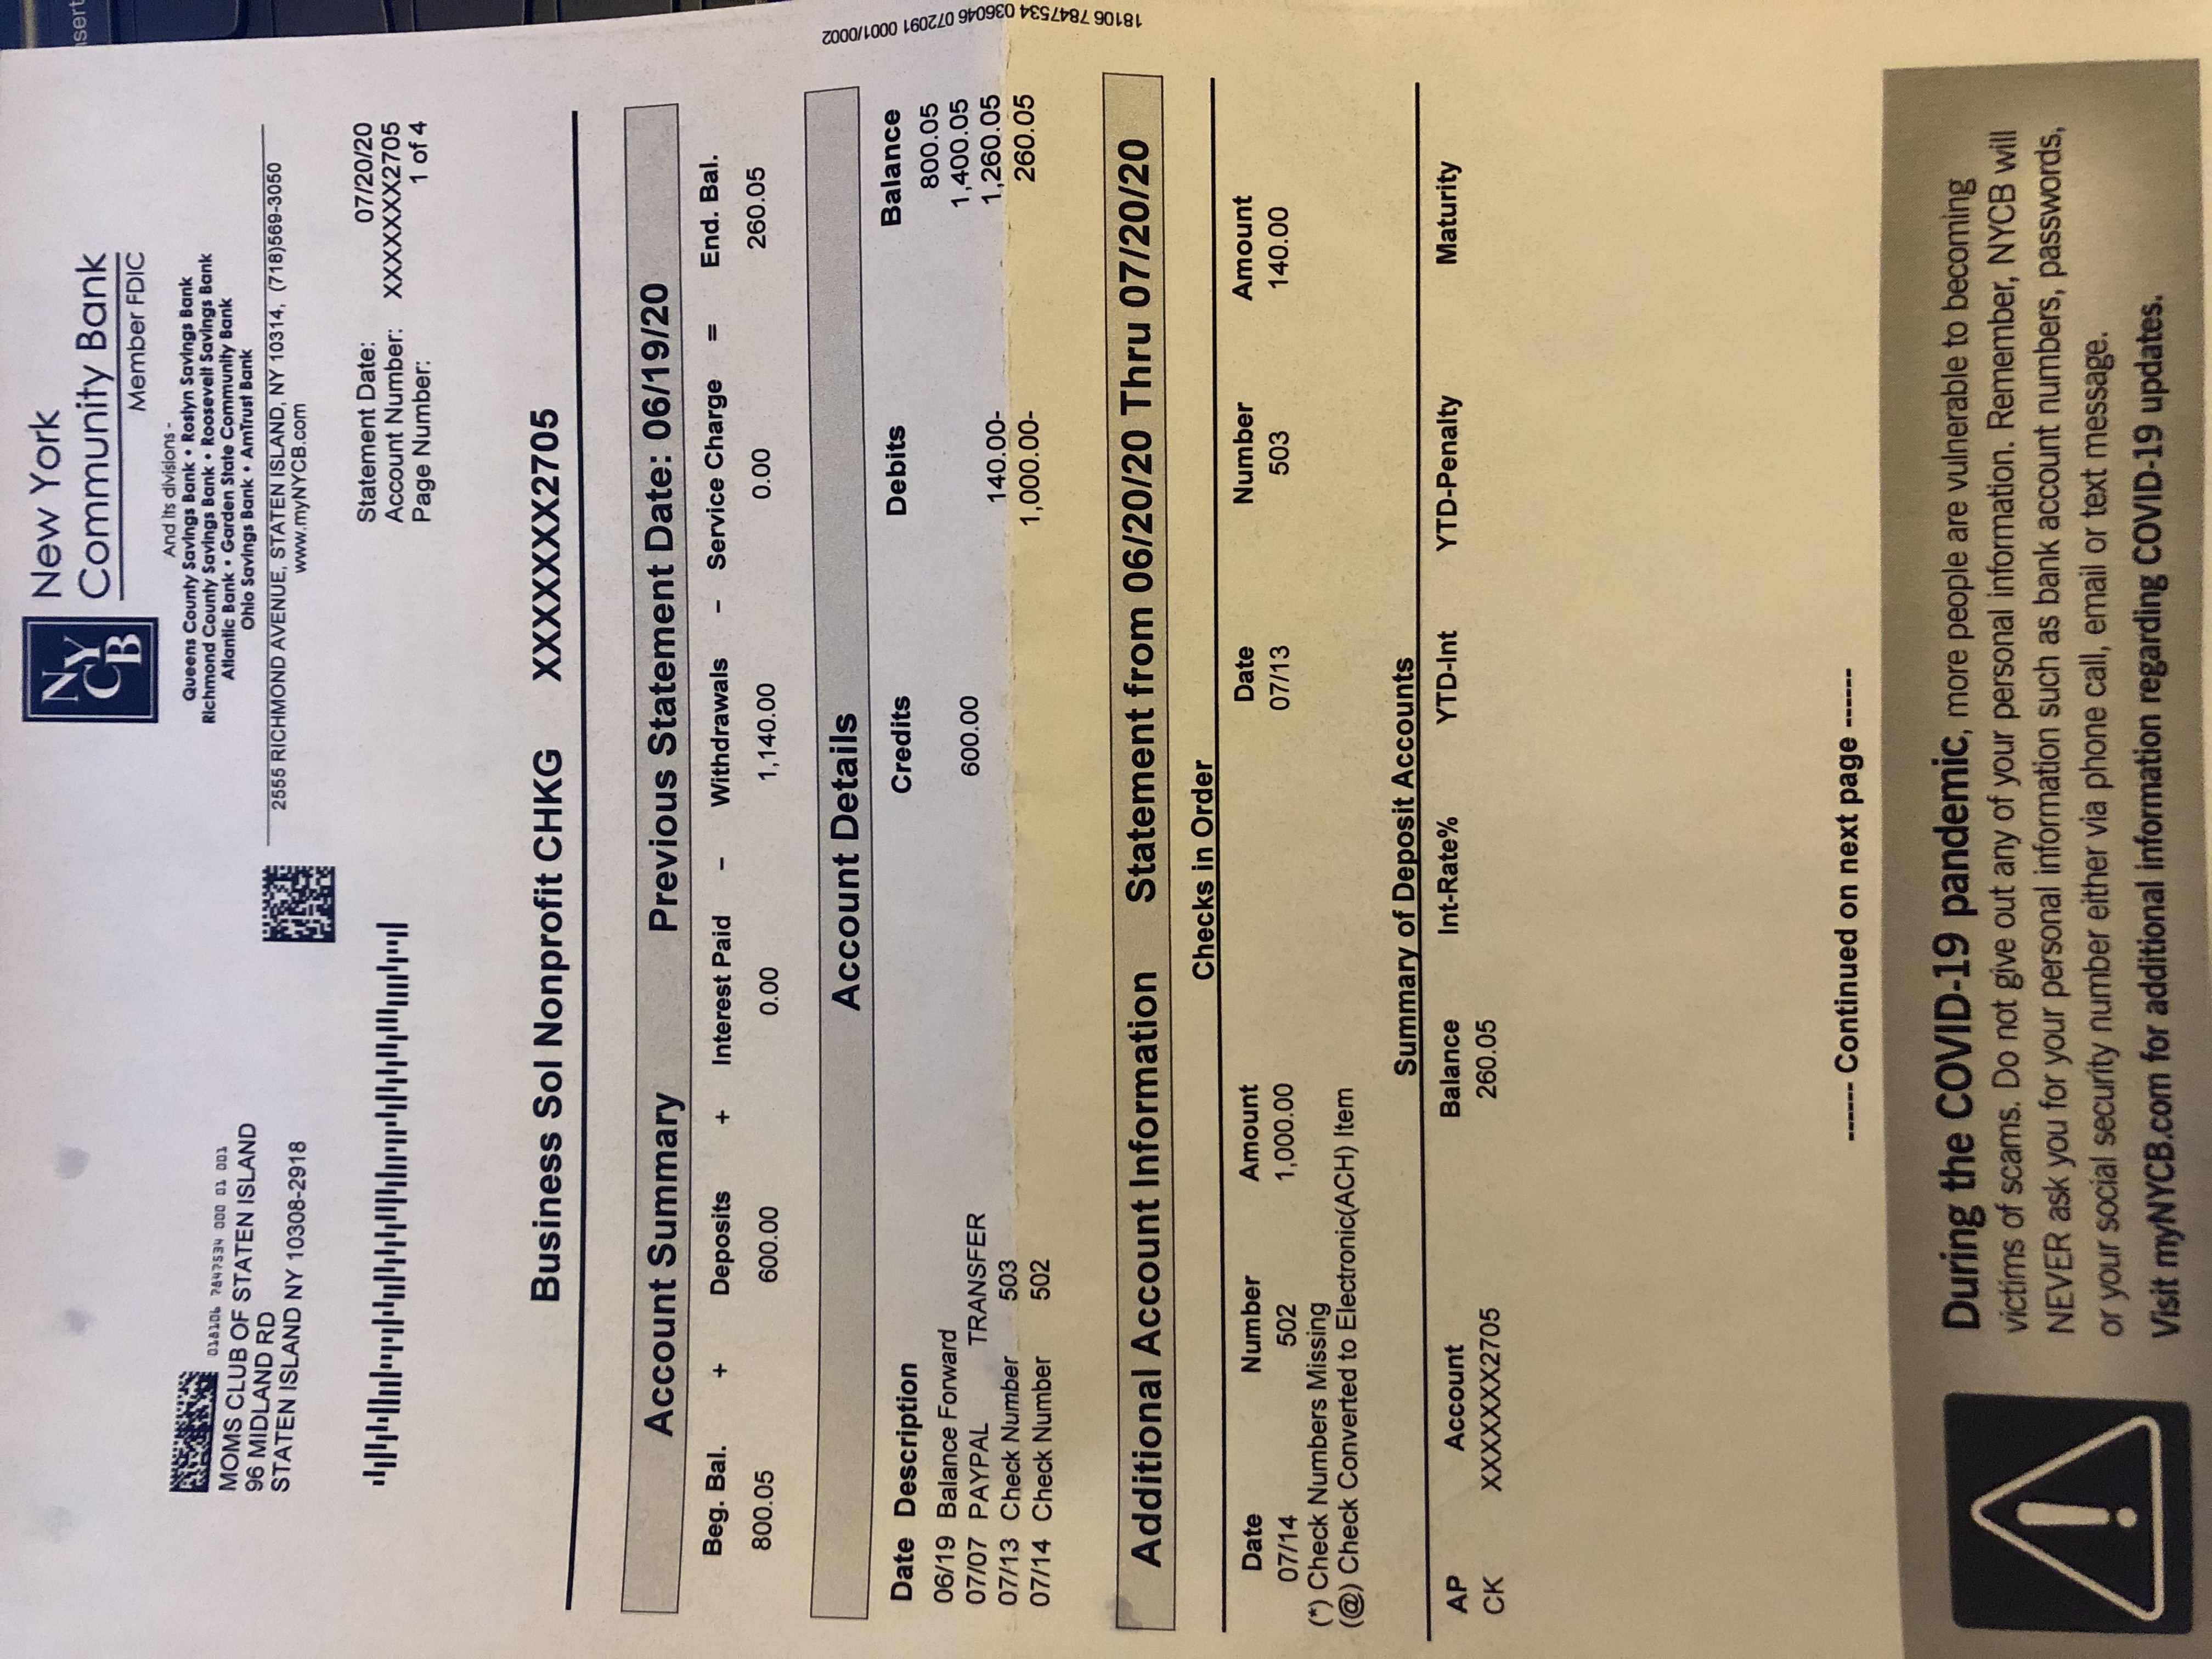 NYCB
New York
Community Bank
Member FDIC
And its divisions -
Queens County Savings Bank • Roslyn Savings Bank
Richmond County Savings Bank • Roosevelt Savings Bank
Atlantic Bank • Garden State Community Bank
Ohio Savings Bank • AmTrust Bank
2555 RICHMOND AVENUE, STATEN ISLAND, NY 10314, (718)569-3050
www.myNYCB.com
018106 7847534 000 01 001
MOMS CLUB OF STATEN ISLAND
96 MIDLAND RD
STATEN ISLAND NY 10308-2918
Statement Date: 07/20/20
Account Number: XXXXXXX2705
Page Number: 1 of 4
Business Sol Nonprofit CHKG XXXXXXX2705
Account Summary Previous Statement Date: 06/19/20
Beg. Bal. + Deposits + Interest Paid – Withdrawals – Service Charge = End. Bal.
800.05 600.00 0.00 1,140.00 0.00 260.05
Account Details
Date Description Credits Debits Balance
06/19 Balance Forward 800.05
07/07 PAYPAL TRANSFER 600.00 1,400.05
07/13 Check Number 503 140.00- 1,260.05
07/14 Check Number 502 1,000.00- 260.05
Additional Account Information Statement from 06/20/20 Thru 07/20/20
Checks in Order
Date Number Amount Date Number Amount
07/14 502 1,000.00 07/13 503 140.00
(*) Check Numbers Missing
(@) Check Converted to Electronic(ACH) Item
Summary of Deposit Accounts
AP Account Balance Int-Rate% YTD-Int YTD-Penalty Maturity
CK XXXXXXX2705 260.05
------ Continued on next page ------
During the COVID-19 pandemic, more people are vulnerable to becoming
victims of scams. Do not give out any of your personal information. Remember, NYCB will
NEVER ask you for your personal information such as bank account numbers, passwords,
or your social security number either via phone call, email or text message.
Visit myNYCB.com for additional information regarding COVID-19 updates.
18106 7847534 036046 072091 0001/0002